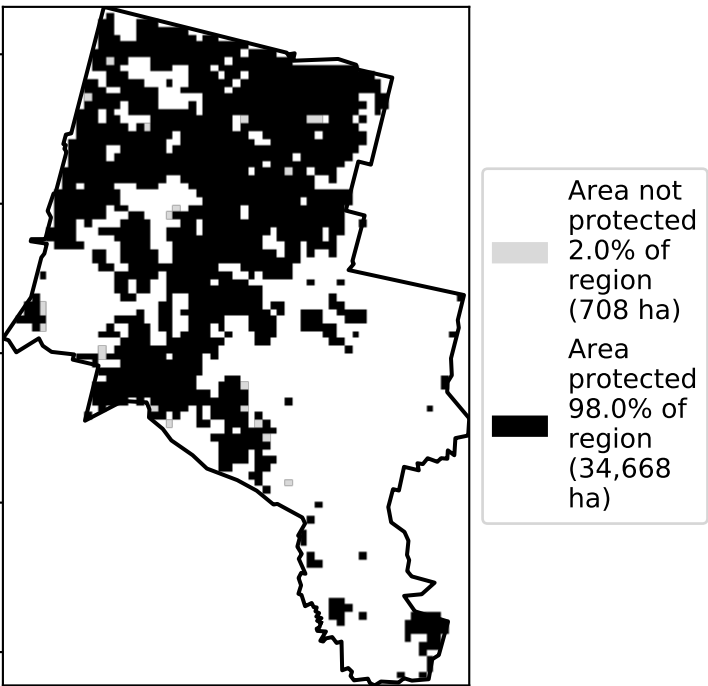 Area not
protected
2.0% of
region
(708 ha)
Area
protected
98.0% of
region
(34,668
ha)